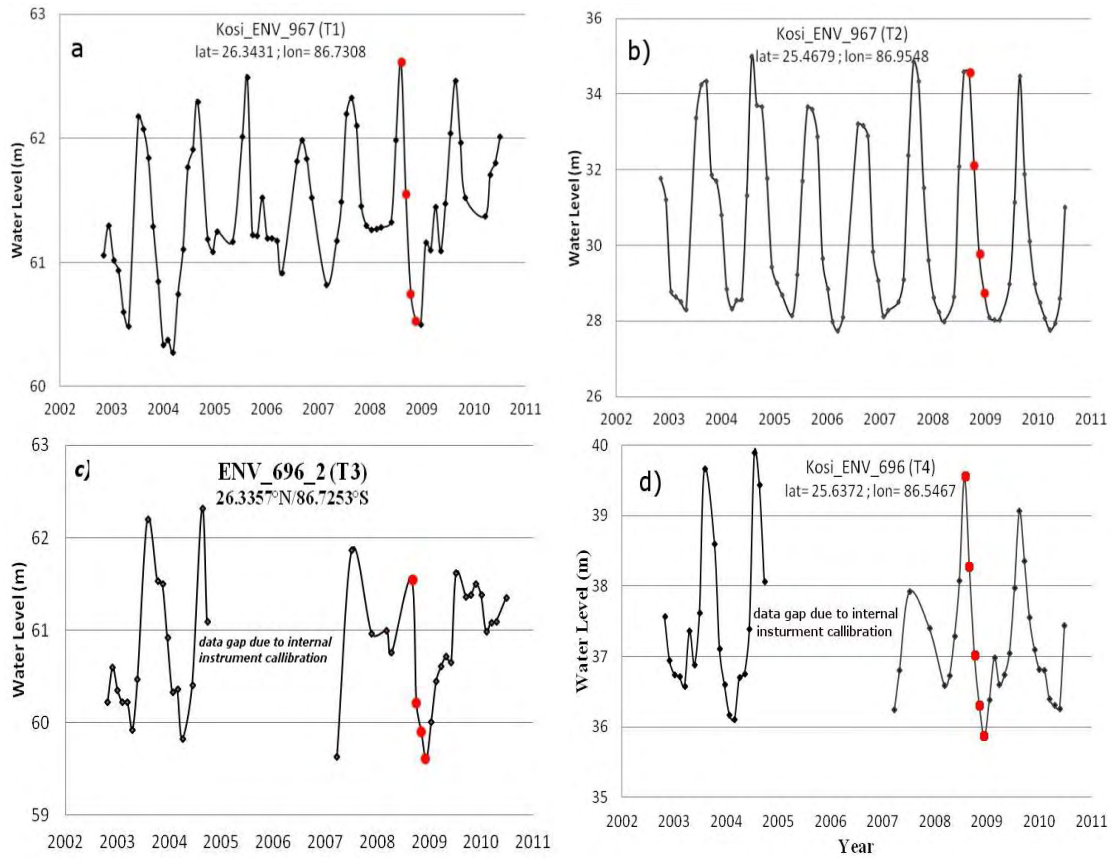 a
Kosi_ENV_967 (T1)
lat= 26.3431 ; lon= 86.7308
Water Level (m)
63
62
61
60
2002 2003 2004 2005 2006 2007 2008 2009 2010 2011
b)
Kosi_ENV_967 (T2)
lat= 25.4679 ; lon= 86.9548
Water Level (m)
36
34
32
30
28
26
2002 2003 2004 2005 2006 2007 2008 2009 2010 2011
c)
ENV_696_2 (T3)
26.3357°N/86.7253°S
data gap due to internal
instrument callibration
Water Level (m)
63
62
61
60
59
2002 2003 2004 2005 2006 2007 2008 2009 2010 2011
d)
Kosi_ENV_696 (T4)
lat= 25.6372 ; lon= 86.5467
data gap due to internal
insturment callibration
Water Level (m)
40
39
38
37
36
35
2002 2003 2004 2005 2006 2007 2008 2009 2010 2011
Year